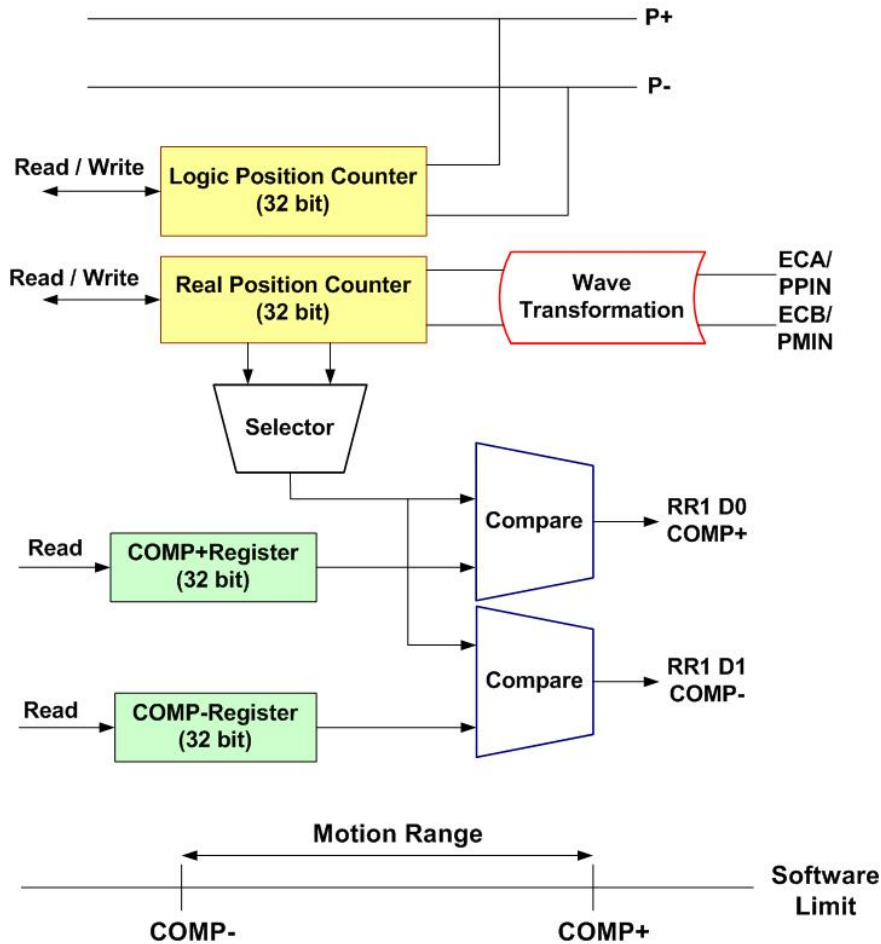 P+
P-
Read / Write
Logic Position Counter
(32 bit)
Read / Write
Real Position Counter
(32 bit)
Wave
Transformation
ECA/
PPIN
ECB/
PMIN
Selector
Compare
RR1 D0
COMP+
Read
COMP+Register
(32 bit)
Compare
RR1 D1
COMP-
Read
COMP-Register
(32 bit)
Motion Range
Software
Limit
COMP-
COMP+